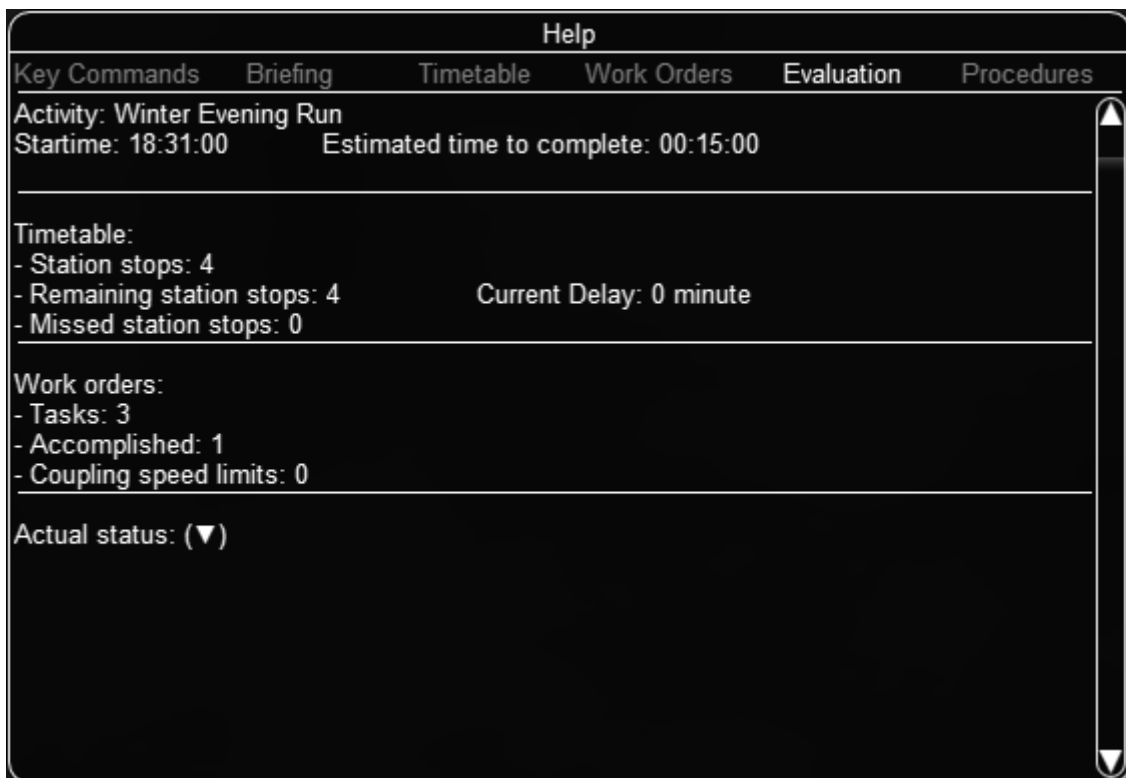 Help
Key Commands Briefing Timetable Work Orders Evaluation Procedures
Activity: Winter Evening Run
Startime: 18:31:00 Estimated time to complete: 00:15:00
Timetable:
- Station stops: 4
- Remaining station stops: 4 Current Delay: 0 minute
- Missed station stops: 0
Work orders:
- Tasks: 3
- Accomplished: 1
- Coupling speed limits: 0
Actual status: (▼)